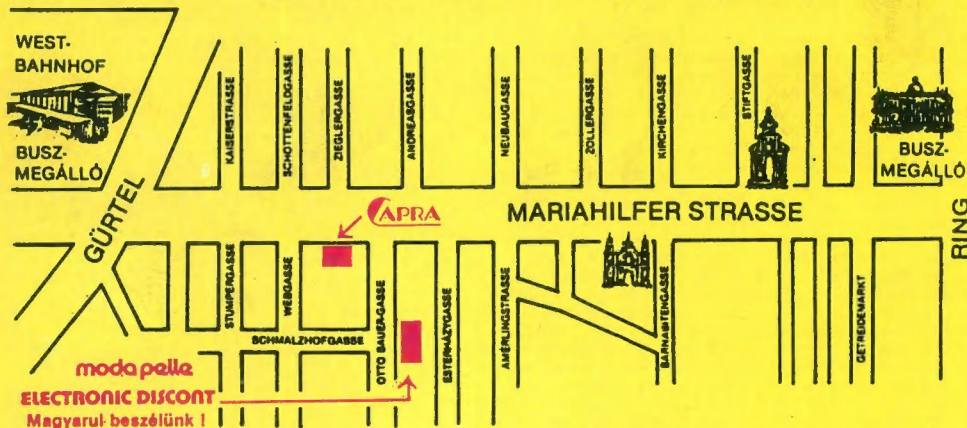 WEST-
BAHNHOF
BUSZ-
MEGÁLLÓ
GÜRTEL
KAISERSTRASSE
SCHOTTENFELDGASSE
ZIEGLERGASSE
ANDREASGASSE
NEUBAUGASSE
ZOLLERGASSE
KIRCHENGASSE
STIFTGASSE
BUSZ-
MEGÁLLÓ
RING
CAPRA
MARIAHILFER STRASSE
STUMPERGASSE
WEBGASSE
SCHMALZHOFGASSE
OTTO BAUER-GASSE
ESTERHÁZYGASSE
AMERLINGSTRASSE
BARNABITENGASSE
GETREIDEMARKT
moda pelle
ELECTRONIC DISCONT
Magyarul beszélünk !